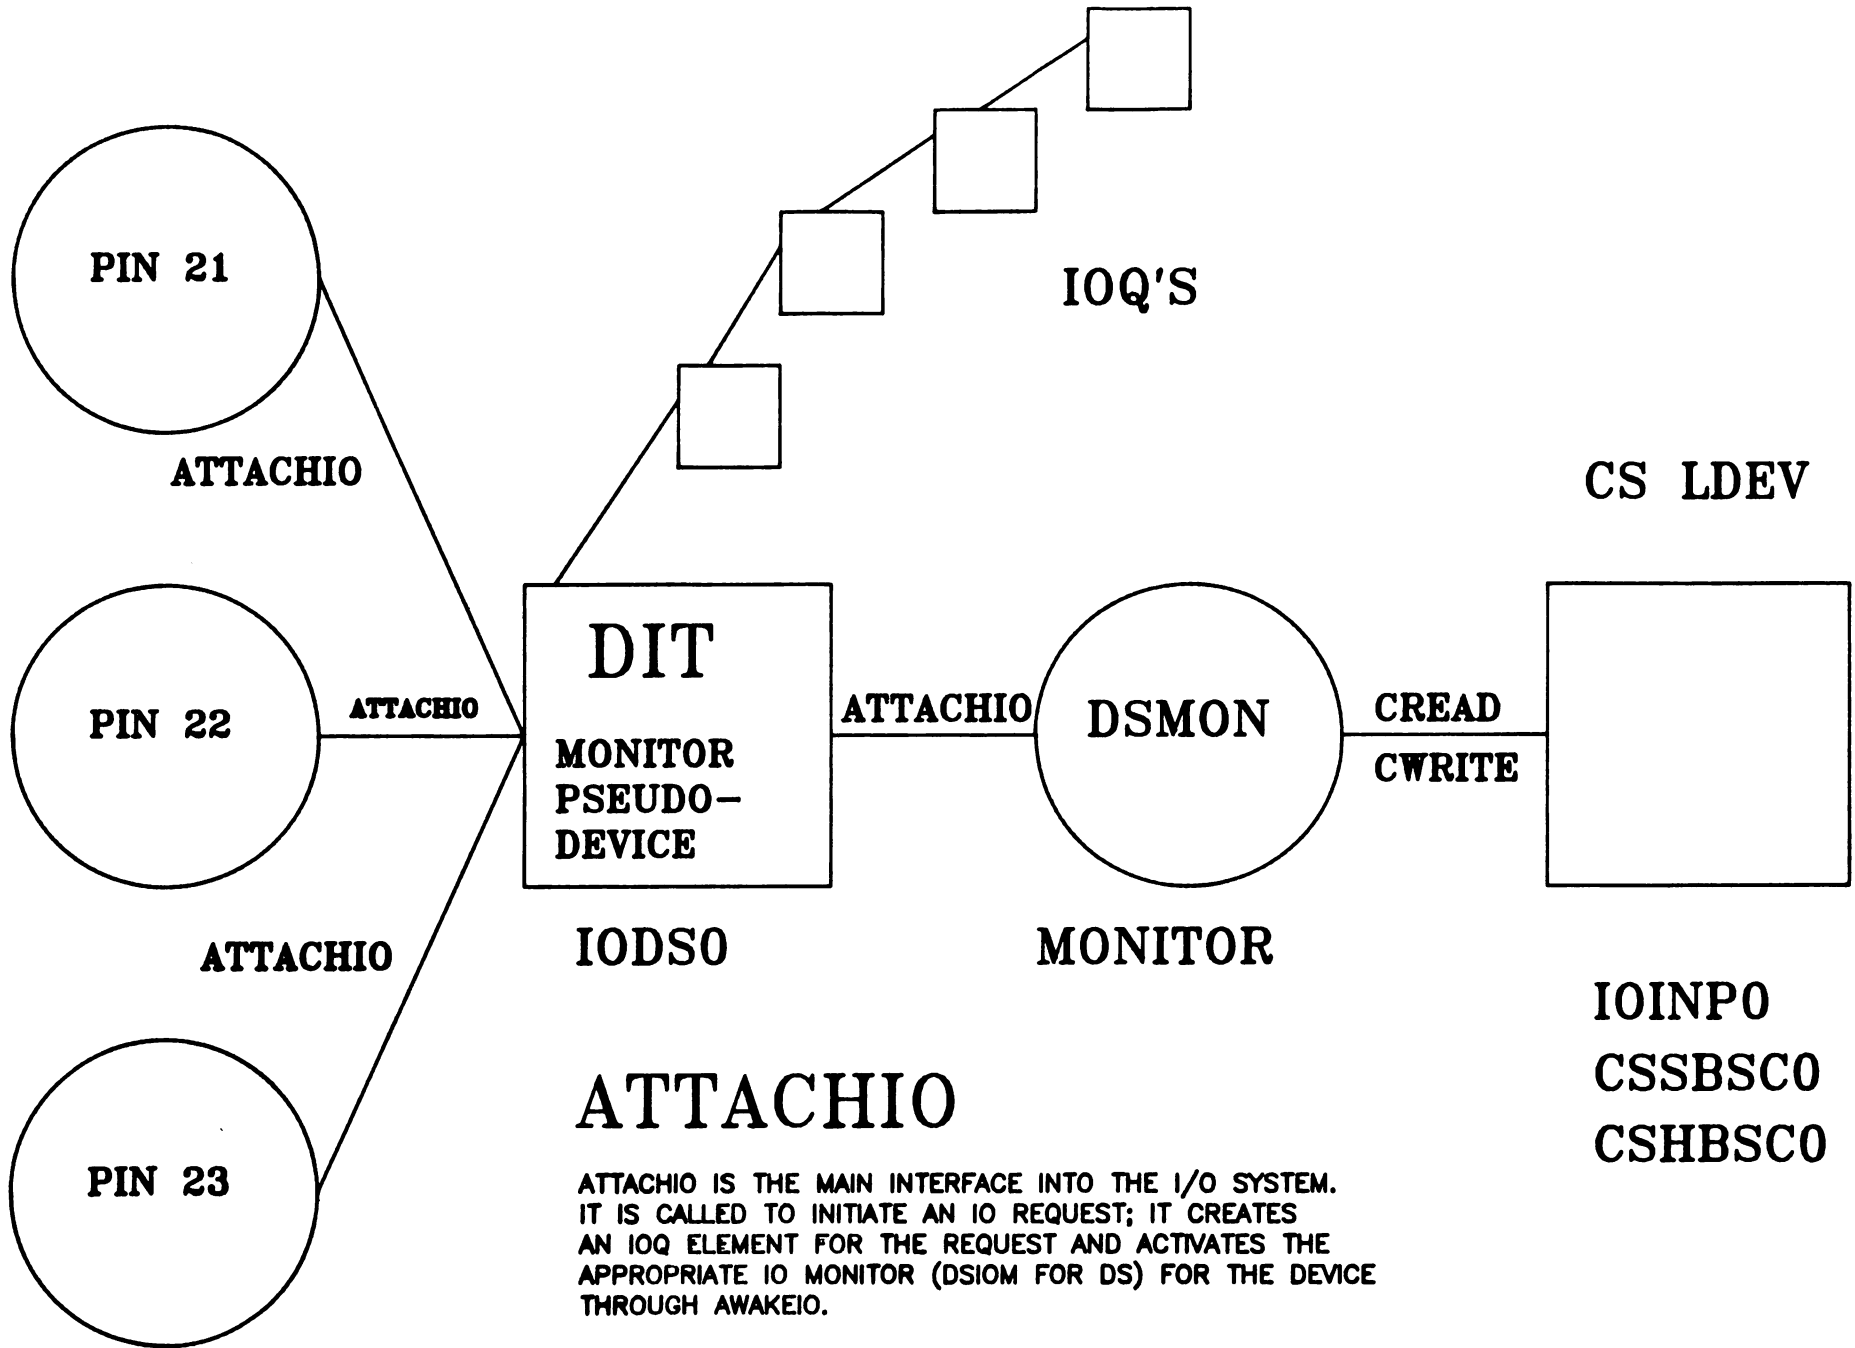 PIN 21
IOQ'S
ATTACHIO
CS LDEV
DIT
PIN 22
ATTACHIO
ATTACHIO
DSMON
CREAD
MONITOR
PSEUDO-
DEVICE
CWRITE
ATTACHIO
IODS0
MONITOR
IOINP0
CSSBSC0
CSHBSC0
PIN 23
ATTACHIO
ATTACHIO IS THE MAIN INTERFACE INTO THE I/O SYSTEM.
IT IS CALLED TO INITIATE AN IO REQUEST; IT CREATES
AN IOQ ELEMENT FOR THE REQUEST AND ACTIVATES THE
APPROPRIATE IO MONITOR (DSIOM FOR DS) FOR THE DEVICE
THROUGH AWAKEIO.